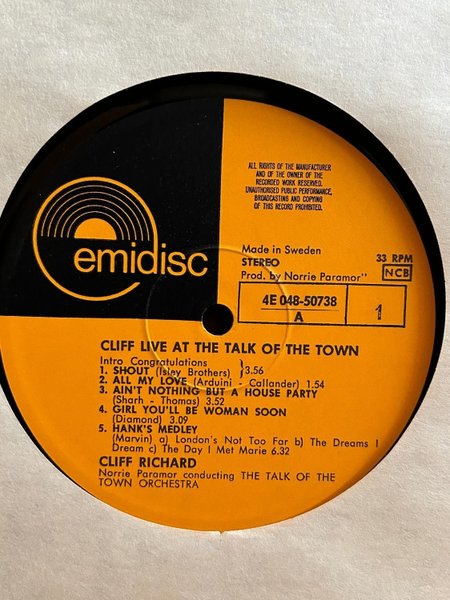 ALL RIGHTS OF THE MANUFACTURER
AND OF THE OWNER OF THE
RECORDED WORK RESERVED.
UNAUTHORISED PUBLIC PERFORMANCE,
BROADCASTING AND COPYING
OF THIS RECORD PROHIBITED.
emidisc
Made in Sweden
STEREO
33 RPM
Prod. by Norrie Paramor"
NCB
4E 048-50738
A
1
CLIFF LIVE AT THE TALK OF THE TOWN
Intro Congratulations
1. SHOUT (Isley Brothers) }3.56
2. ALL MY LOVE (Arduini - Callander) 1.54
3. AIN'T NOTHING BUT A HOUSE PARTY
(Sharh - Thomas) 3.52
4. GIRL YOU'LL BE WOMAN SOON
(Diamond) 3.09
5. HANK'S MEDLEY
(Marvin) a) London's Not Too Far b) The Dreams I
Dream c) The Day I Met Marie 6.32
CLIFF RICHARD
Norrie Paramor conducting THE TALK OF THE
TOWN ORCHESTRA